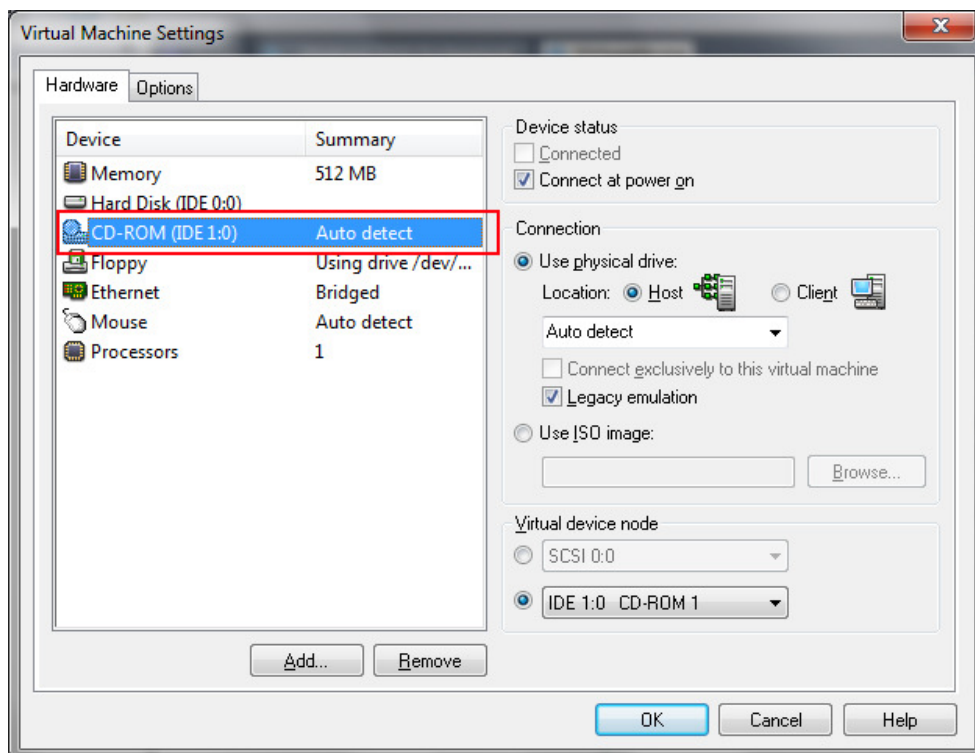 Virtual Machine Settings
Hardware
Options
Device Summary
Memory 512 MB
Hard Disk (IDE 0:0)
CD-ROM (IDE 1:0) Auto detect
Floppy Using drive /dev/...
Ethernet Bridged
Mouse Auto detect
Processors 1
Add...
Remove
Device status
Connected
Connect at power on
Connection
Use physical drive:
Location: Host Client
Auto detect
Connect exclusively to this virtual machine
Legacy emulation
Use ISO image:
Browse...
Virtual device node
SCSI 0:0
IDE 1:0 CD-ROM 1
OK
Cancel
Help